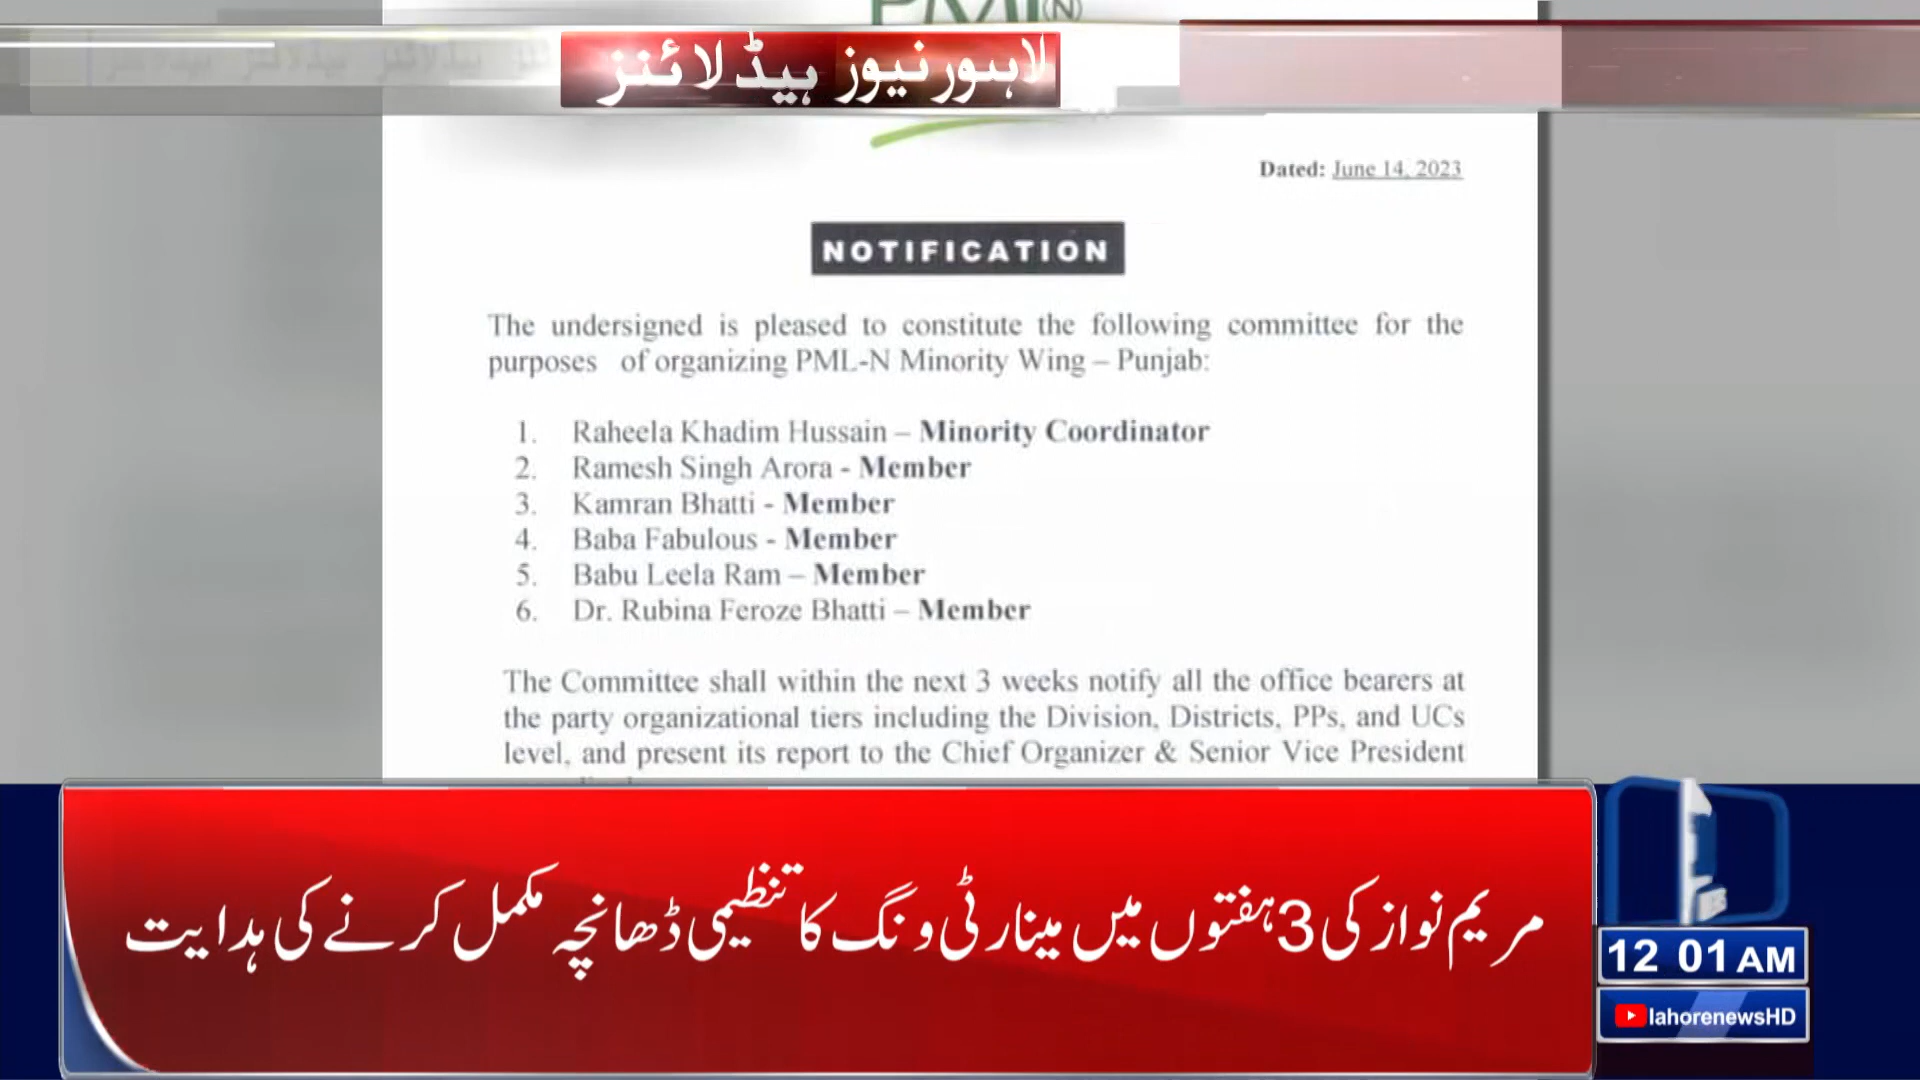 PML(N)
لاہور نیوز ہیڈ لائنز
Dated: June 14, 2023
NOTIFICATION
The undersigned is pleased to constitute the following committee for the
purposes of organizing PML-N Minority Wing – Punjab:
1. Raheela Khadim Hussain – Minority Coordinator
2. Ramesh Singh Arora - Member
3. Kamran Bhatti - Member
4. Baba Fabulous - Member
5. Babu Leela Ram – Member
6. Dr. Rubina Feroze Bhatti – Member
The Committee shall within the next 3 weeks notify all the office bearers at
the party organizational tiers including the Division, Districts, PPs, and UCs
level, and present its report to the Chief Organizer & Senior Vice President
مریم نواز کی 3 ہفتوں میں مینارٹی ونگ کا تنظیمی ڈھانچہ مکمل کرنے کی ہدایت
12 01 AM
lahorenewsHD